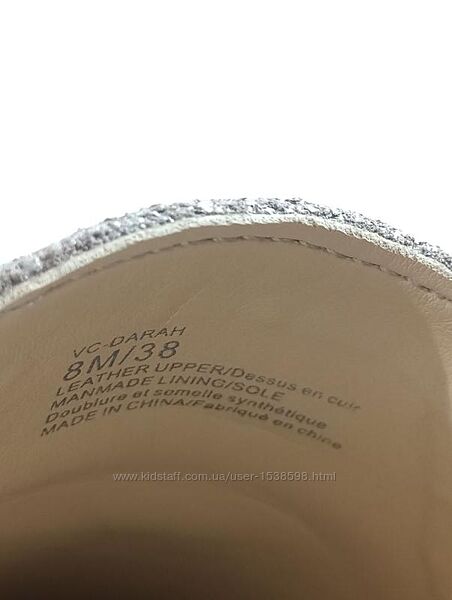 VC-DARAH
8M/38
LEATHER UPPER/Dessus en cuir
MANMADE LINING/SOLE
Doublure et semelle synthétique
MADE IN CHINA/Fabriqué en chine
www.kidstaff.com.ua/user-1538598.html